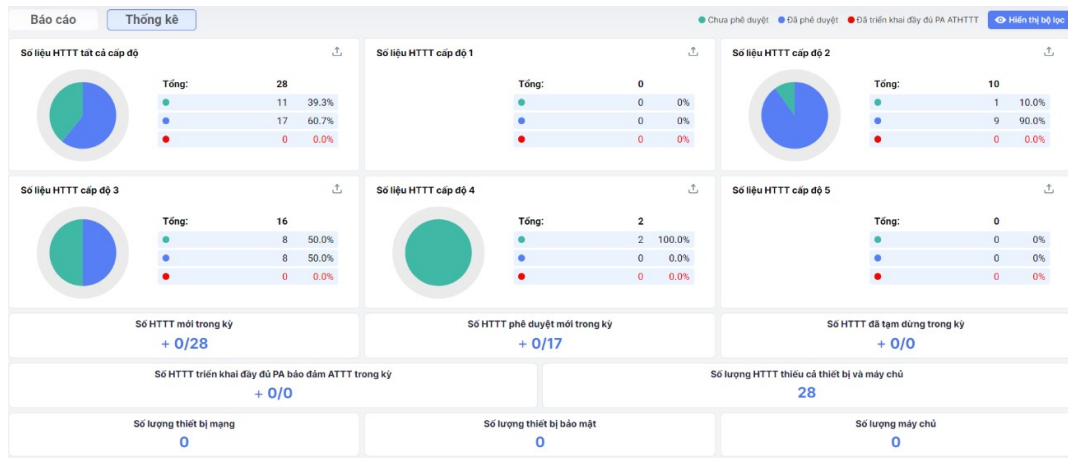 Báo cáo Thống kê
Chưa phê duyệt Đã phê duyệt Đã triển khai đầy đủ PA ATHTTT Hiển thị bộ lọc
Số liệu HTTT tất cả cấp độ
Tổng: 28
11 39.3%
17 60.7%
0 0.0%
Số liệu HTTT cấp độ 1
Tổng: 0
0 0%
0 0%
0 0%
Số liệu HTTT cấp độ 2
Tổng: 10
1 10.0%
9 90.0%
0 0.0%
Số liệu HTTT cấp độ 3
Tổng: 16
8 50.0%
8 50.0%
0 0.0%
Số liệu HTTT cấp độ 4
Tổng: 2
2 100.0%
0 0.0%
0 0.0%
Số liệu HTTT cấp độ 5
Tổng: 0
0 0%
0 0%
0 0%
Số HTTT mới trong kỳ
+ 0/28
Số HTTT phê duyệt mới trong kỳ
+ 0/17
Số HTTT đã tạm dừng trong kỳ
+ 0/0
Số HTTT triển khai đầy đủ PA bảo đảm ATTT trong kỳ
+ 0/0
Số lượng HTTT thiếu cả thiết bị và máy chủ
28
Số lượng thiết bị mạng
0
Số lượng thiết bị bảo mật
0
Số lượng máy chủ
0